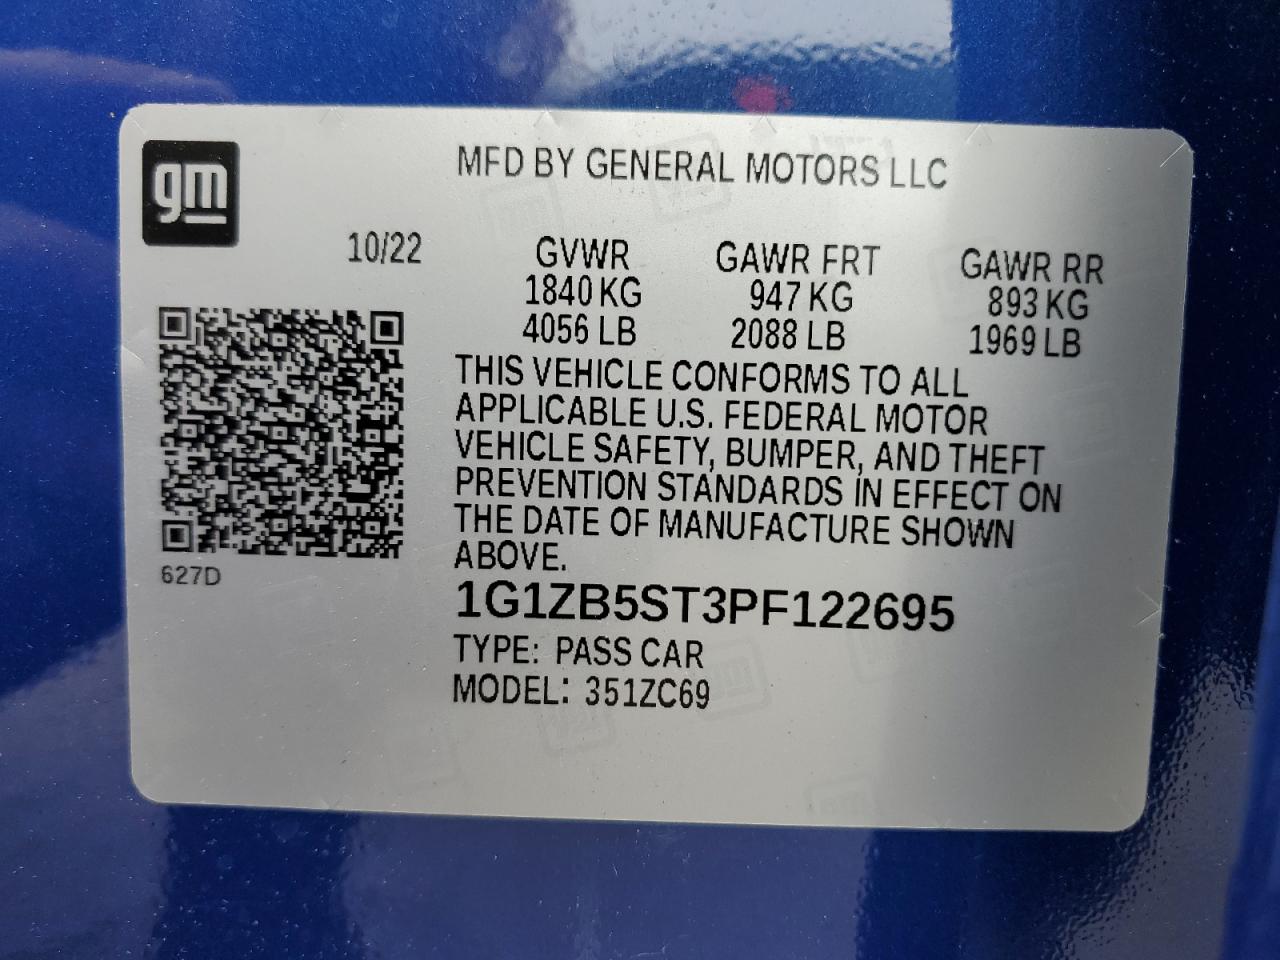 gm
MFD BY GENERAL MOTORS LLC
10/22
GVWR GAWR FRT GAWR RR
1840 KG 947 KG 893 KG
4056 LB 2088 LB 1969 LB
THIS VEHICLE CONFORMS TO ALL
APPLICABLE U.S. FEDERAL MOTOR
VEHICLE SAFETY, BUMPER, AND THEFT
PREVENTION STANDARDS IN EFFECT ON
THE DATE OF MANUFACTURE SHOWN
ABOVE.
627D
1G1ZB5ST3PF122695
TYPE: PASS CAR
MODEL: 351ZC69